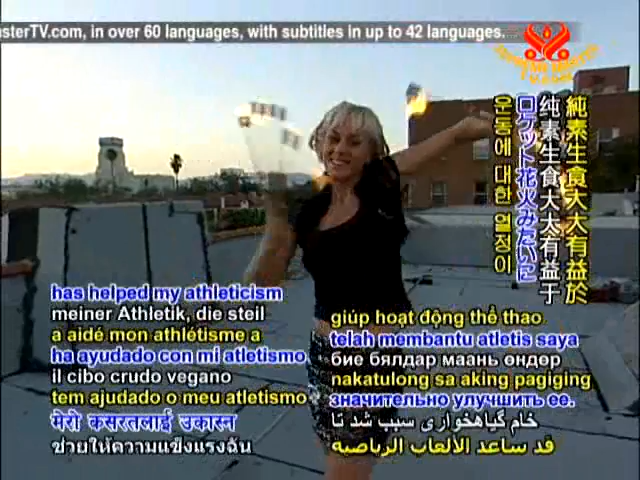 asterTV.com, in over 60 languages, with subtitles in up to 42 languages.
純素生食大大有益於
纯素生食大大有益于
ロケット花火みたいに
운동에 대한 열정이
has helped my athleticism
meiner Athletik, die steil
a aidé mon athlétisme a
ha ayudado con mi atletismo
il cibo crudo vegano
tem ajudado o meu atletismo
मेरो कसरतलाई उकास्न
ช่วยให้ความแข็งแรงฉัน
giúp hoạt động thể thao
telah membantu atletis saya
бие бялдар маань өндөр
nakatulong sa aking pagiging
значительно улучшить ее.
خام گیاهخواری سبب شد تا
قد ساعد الألعاب الرياضية